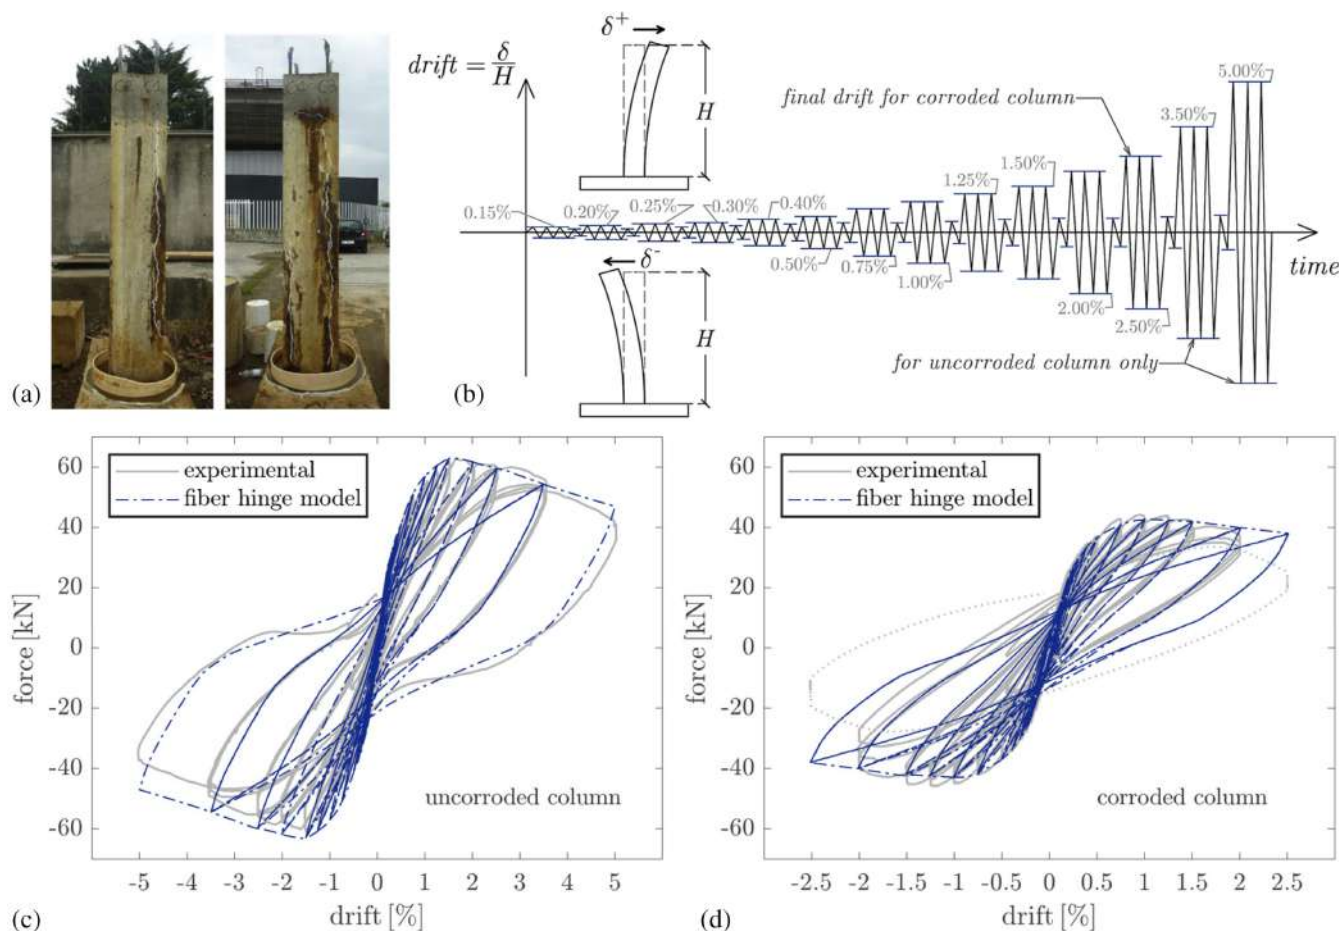 (a)
(b)
drift = δ/H
δ⁺
H
δ⁻
H
0.15%
0.20%
0.25%
0.30%
0.40%
0.50%
0.75%
1.00%
1.25%
1.50%
2.00%
2.50%
3.50%
5.00%
final drift for corroded column
for uncorroded column only
time
(c)
experimental
fiber hinge model
uncorroded column
force [kN]
60
40
20
0
-20
-40
-60
-5 -4 -3 -2 -1 0 1 2 3 4 5
drift [%]
(d)
experimental
fiber hinge model
corroded column
force [kN]
60
40
20
0
-20
-40
-60
-2.5 -2 -1.5 -1 -0.5 0 0.5 1 1.5 2 2.5
drift [%]